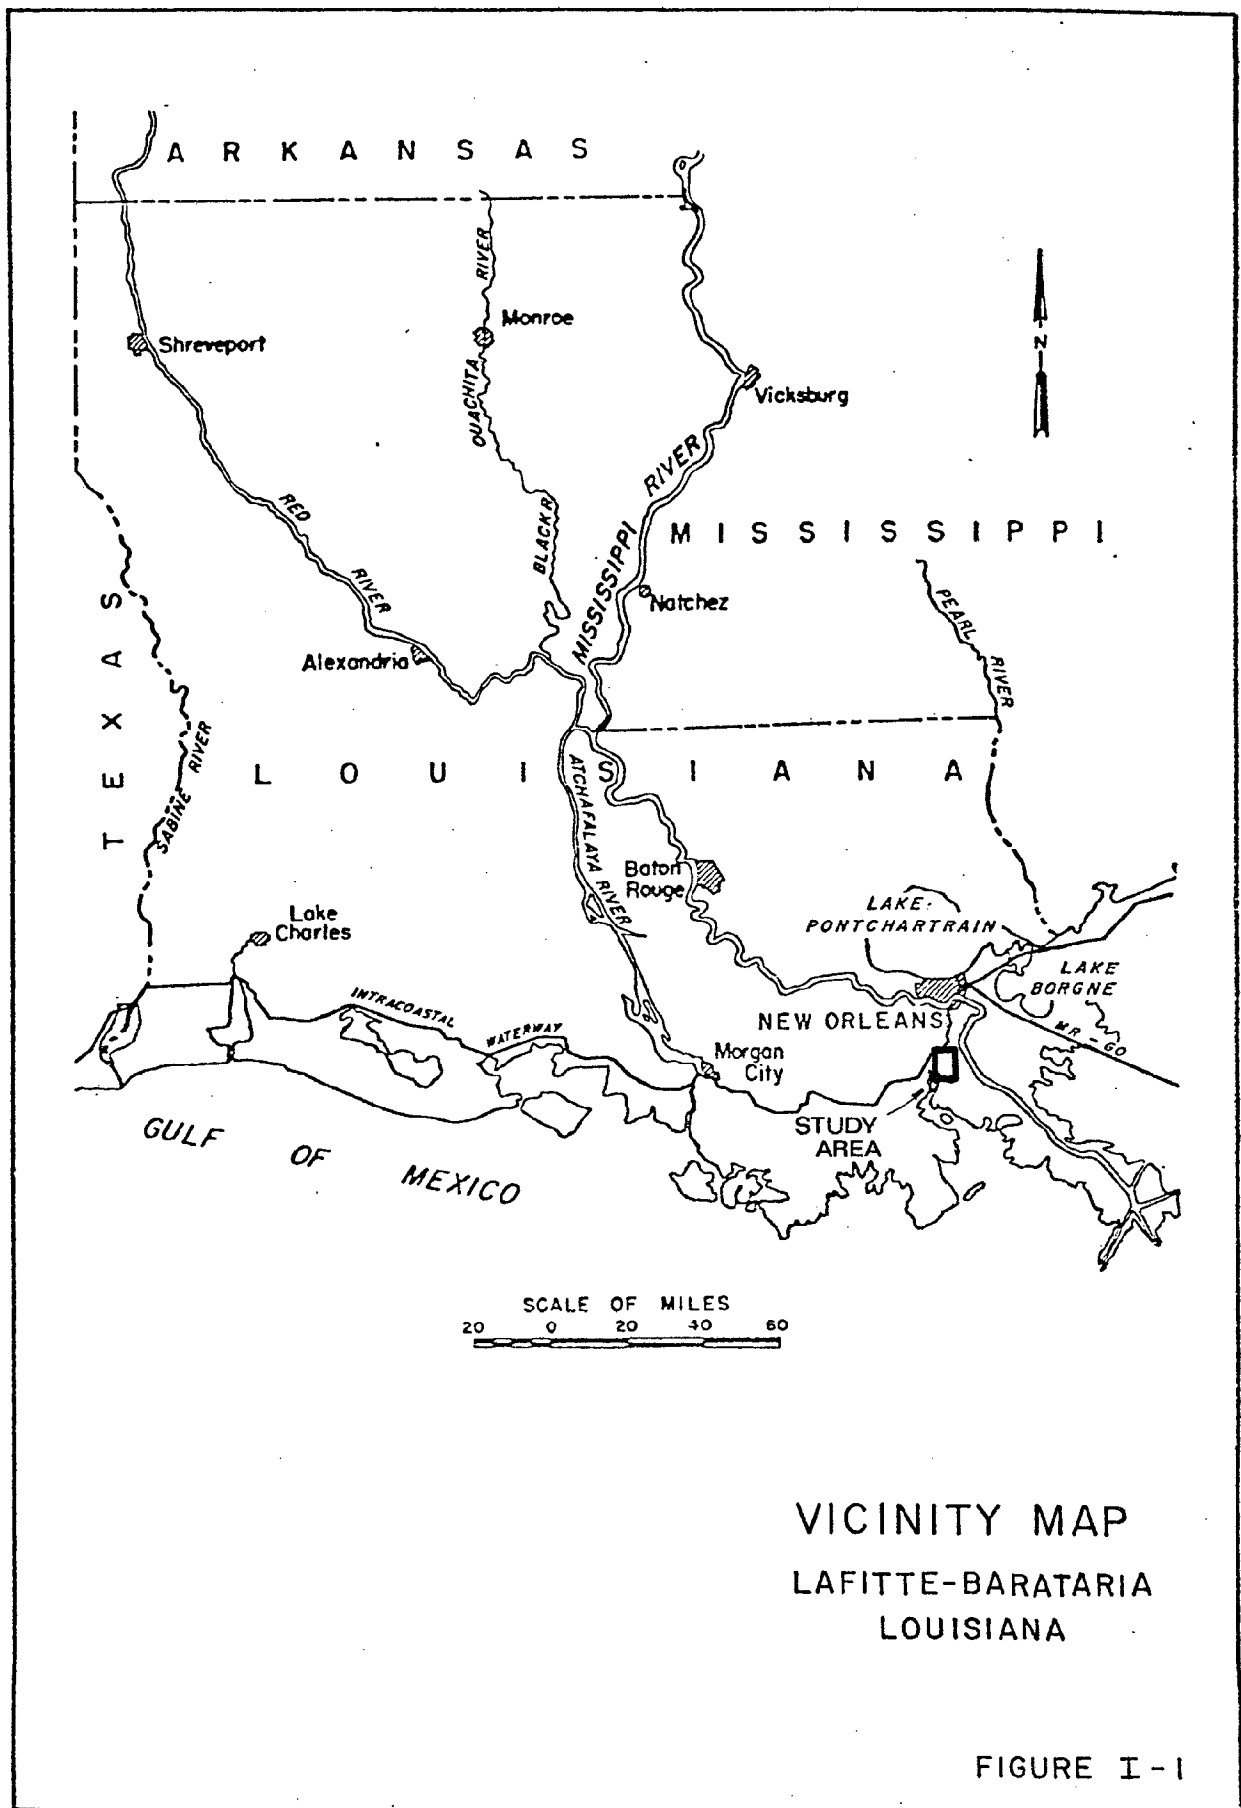 ARKANSAS
OUACHITA RIVER
Monroe
Shreveport
Vicksburg
N
RED RIVER
BLACK R
MISSISSIPPI RIVER
MISSISSIPPI
Natchez
PEARL RIVER
Alexandria
TEXAS
SABINE RIVER
LOUISIANA
ATCHAFALAYA RIVER
Baton
Rouge
Lake
Charles
LAKE
PONTCHARTRAIN
LAKE
BORGNE
INTRACOASTAL WATERWAY
NEW ORLEANS
MR-GO
Morgan
City
STUDY
AREA
GULF OF MEXICO
SCALE OF MILES
20 0 20 40 60
VICINITY MAP
LAFITTE-BARATARIA
LOUISIANA
FIGURE I-1